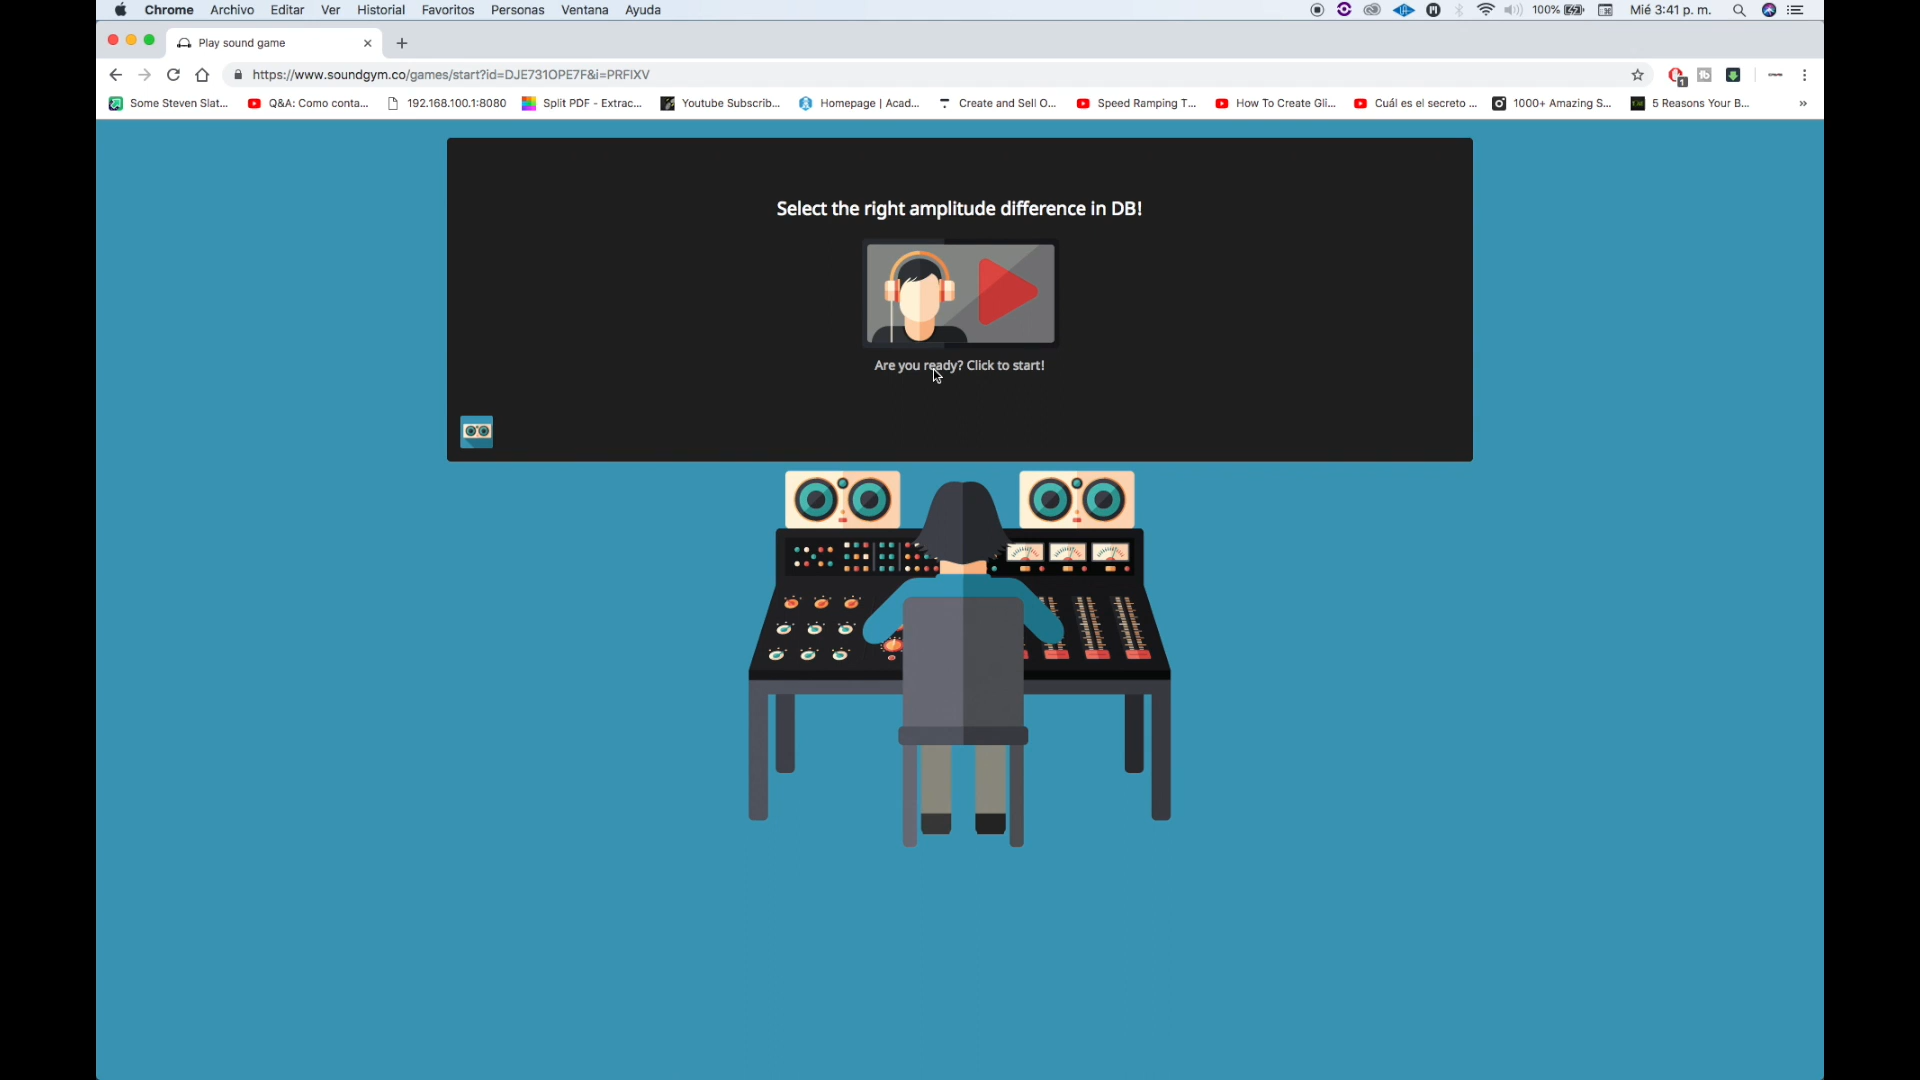 Chrome Archivo Editar Ver Historial Favoritos Personas Ventana Ayuda 100% Mié 3:41 p. m.
Play sound game
https://www.soundgym.co/games/start?id=DJE731OPE7F&i=PRFIXV
1
Some Steven Slat... Q&A: Como conta... 192.168.100.1:8080 Split PDF - Extrac... Youtube Subscrib... Homepage | Acad... Create and Sell O... Speed Ramping T... How To Create Gli... Cuál es el secreto ... 1000+ Amazing S... 5 Reasons Your B... »
Select the right amplitude difference in DB!
Are you ready? Click to start!